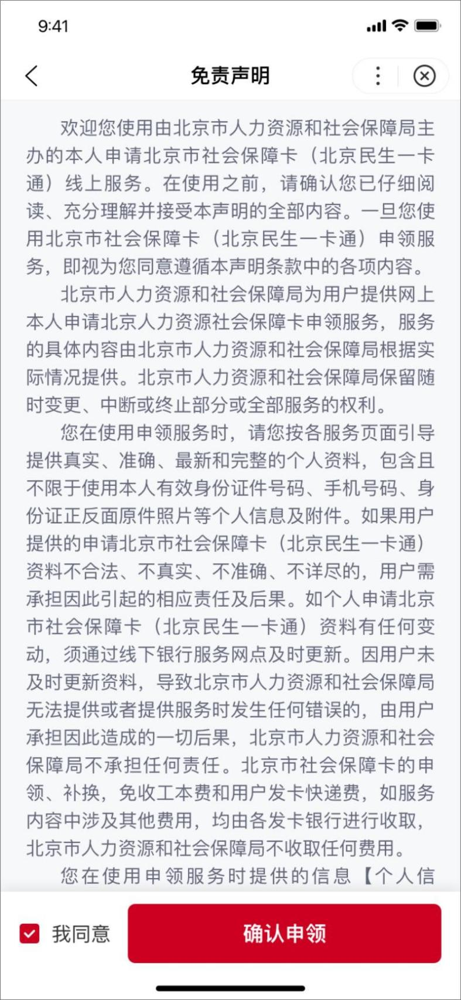 9:41
免责声明
欢迎您使用由北京市人力资源和社会保障局主
办的本人申请北京市社会保障卡（北京民生一卡
通）线上服务。在使用之前，请确认您已仔细阅
读、充分理解并接受本声明的全部内容。一旦您使
用北京市社会保障卡（北京民生一卡通）申领服
务，即视为您同意遵循本声明条款中的各项内容。
北京市人力资源和社会保障局为用户提供网上
本人申请北京人力资源社会保障卡申领服务，服务
的具体内容由北京市人力资源和社会保障局根据实
际情况提供。北京市人力资源和社会保障局保留随
时变更、中断或终止部分或全部服务的权利。
您在使用申领服务时，请您按各服务页面引导
提供真实、准确、最新和完整的个人资料，包含且
不限于使用本人有效身份证件号码、手机号码、身
份证正反面原件照片等个人信息及附件。如果用户
提供的申请北京市社会保障卡（北京民生一卡通）
资料不合法、不真实、不准确、不详尽的，用户需
承担因此引起的相应责任及后果。如个人申请北京
市社会保障卡（北京民生一卡通）资料有任何变
动，须通过线下银行服务网点及时更新。因用户未
及时更新资料，导致北京市人力资源和社会保障局
无法提供或者提供服务时发生任何错误的，由用户
承担因此造成的一切后果，北京市人力资源和社会
保障局不承担任何责任。北京市社会保障卡的申
领、补换，免收工本费和用户发卡快递费，如服务
内容中涉及其他费用，均由各发卡银行进行收取，
北京市人力资源和社会保障局不收取任何费用。
您在使用申领服务时提供的信息【个人信
我同意
确认申领